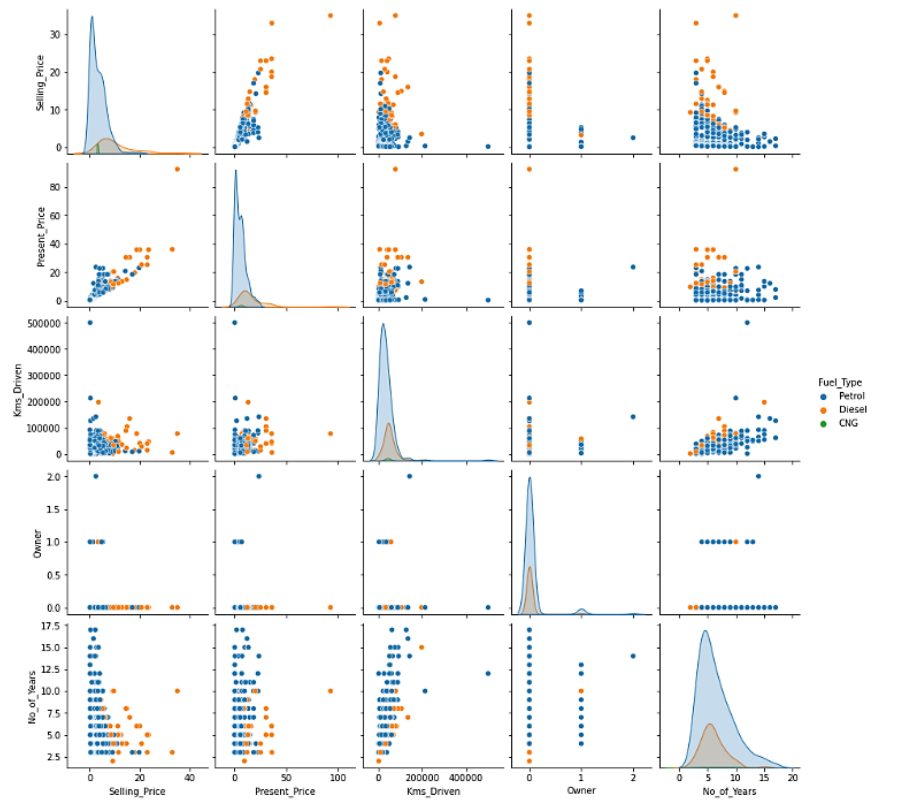 30
20
10
0
Selling_Price
80
60
40
20
0
Present_Price
500000
400000
300000
200000
100000
0
Kms_Driven
Fuel_Type
Petrol
Diesel
CNG
2.0
1.5
1.0
0.5
0.0
Owner
17.5
15.0
12.5
10.0
7.5
5.0
2.5
No_of_Years
0 20 40
0 50 100
0 200000 400000
0 1 2
0 5 10 15 20
Selling_Price Present_Price Kms_Driven Owner No_of_Years